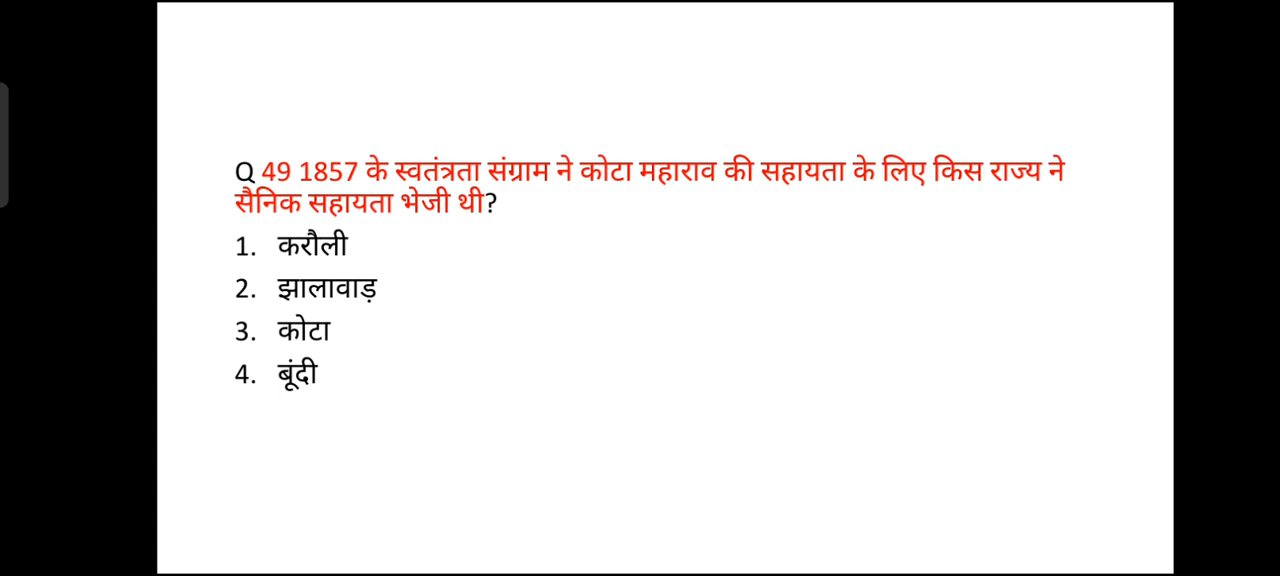 Q 49 1857 के स्वतंत्रता संग्राम ने कोटा महाराव की सहायता के लिए किस राज्य ने
सैनिक सहायता भेजी थी?
1. करौली
2. झालावाड़
3. कोटा
4. बूंदी